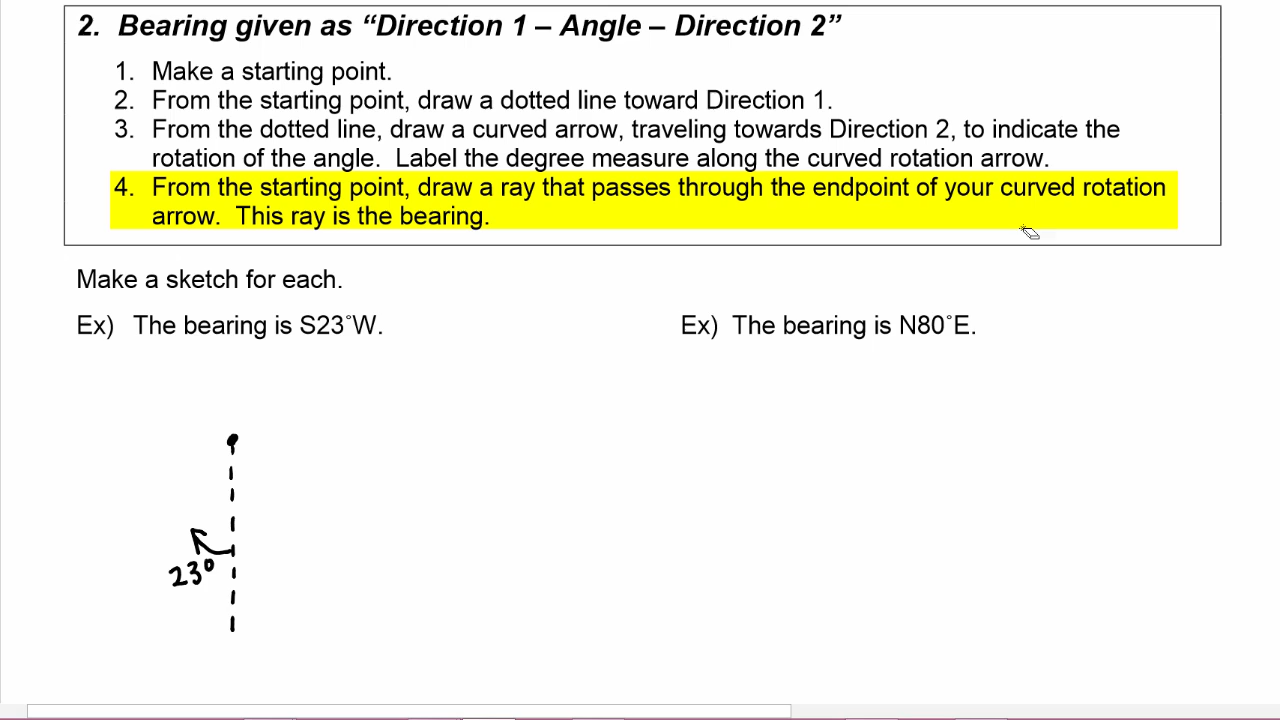 2. Bearing given as “Direction 1 – Angle – Direction 2”
1. Make a starting point.
2. From the starting point, draw a dotted line toward Direction 1.
3. From the dotted line, draw a curved arrow, traveling towards Direction 2, to indicate the
rotation of the angle. Label the degree measure along the curved rotation arrow.
4. From the starting point, draw a ray that passes through the endpoint of your curved rotation
arrow. This ray is the bearing.
Make a sketch for each.
Ex) The bearing is S23˚W.
Ex) The bearing is N80˚E.
23°